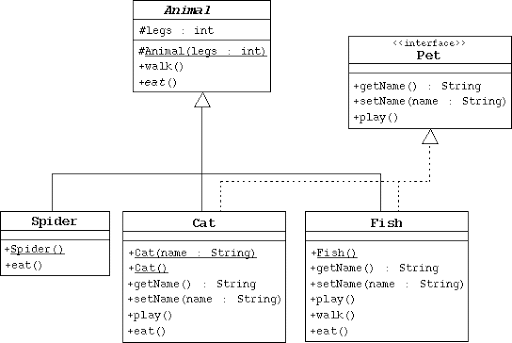 Animal
#legs : int
#Animal(legs : int)
+walk()
+eat()
<<interface>>
Pet
+getName() : String
+setName(name : String)
+play()
Spider
+Spider()
+eat()
Cat
+Cat(name : String)
+Cat()
+getName() : String
+setName(name : String)
+play()
+eat()
Fish
+Fish()
+getName() : String
+setName(name : String)
+play()
+walk()
+eat()